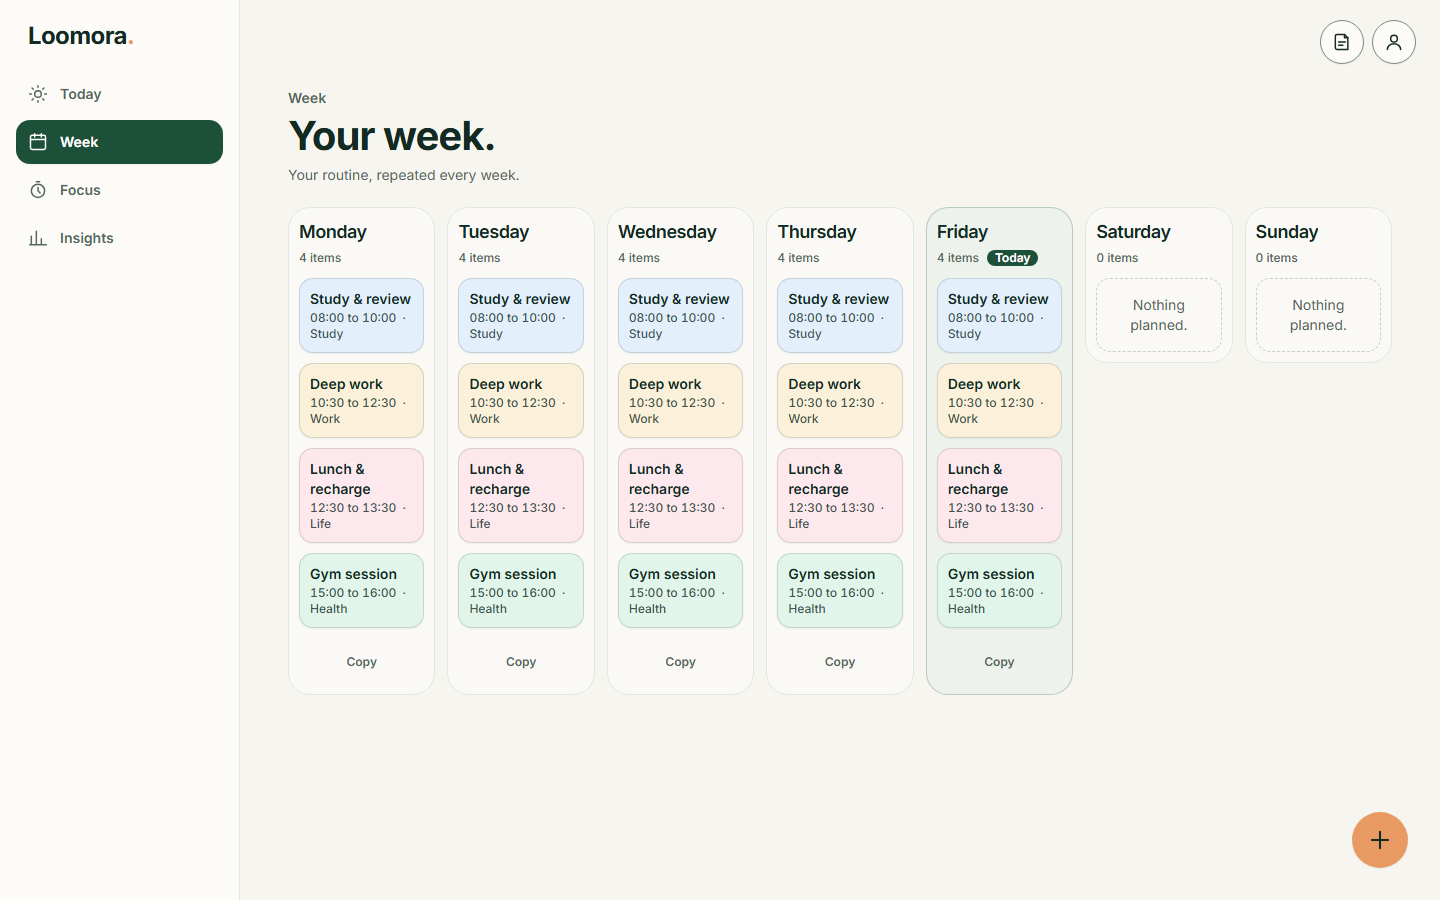 Loomora.
Today
Week
Focus
Insights
Week
Your week.
Your routine, repeated every week.
Monday
4 items
Study & review
08:00 to 10:00 ·
Study
Deep work
10:30 to 12:30 ·
Work
Lunch &
recharge
12:30 to 13:30 ·
Life
Gym session
15:00 to 16:00 ·
Health
Copy
Tuesday
4 items
Study & review
08:00 to 10:00 ·
Study
Deep work
10:30 to 12:30 ·
Work
Lunch &
recharge
12:30 to 13:30 ·
Life
Gym session
15:00 to 16:00 ·
Health
Copy
Wednesday
4 items
Study & review
08:00 to 10:00 ·
Study
Deep work
10:30 to 12:30 ·
Work
Lunch &
recharge
12:30 to 13:30 ·
Life
Gym session
15:00 to 16:00 ·
Health
Copy
Thursday
4 items
Study & review
08:00 to 10:00 ·
Study
Deep work
10:30 to 12:30 ·
Work
Lunch &
recharge
12:30 to 13:30 ·
Life
Gym session
15:00 to 16:00 ·
Health
Copy
Friday
4 items Today
Study & review
08:00 to 10:00 ·
Study
Deep work
10:30 to 12:30 ·
Work
Lunch &
recharge
12:30 to 13:30 ·
Life
Gym session
15:00 to 16:00 ·
Health
Copy
Saturday
0 items
Nothing
planned.
Sunday
0 items
Nothing
planned.